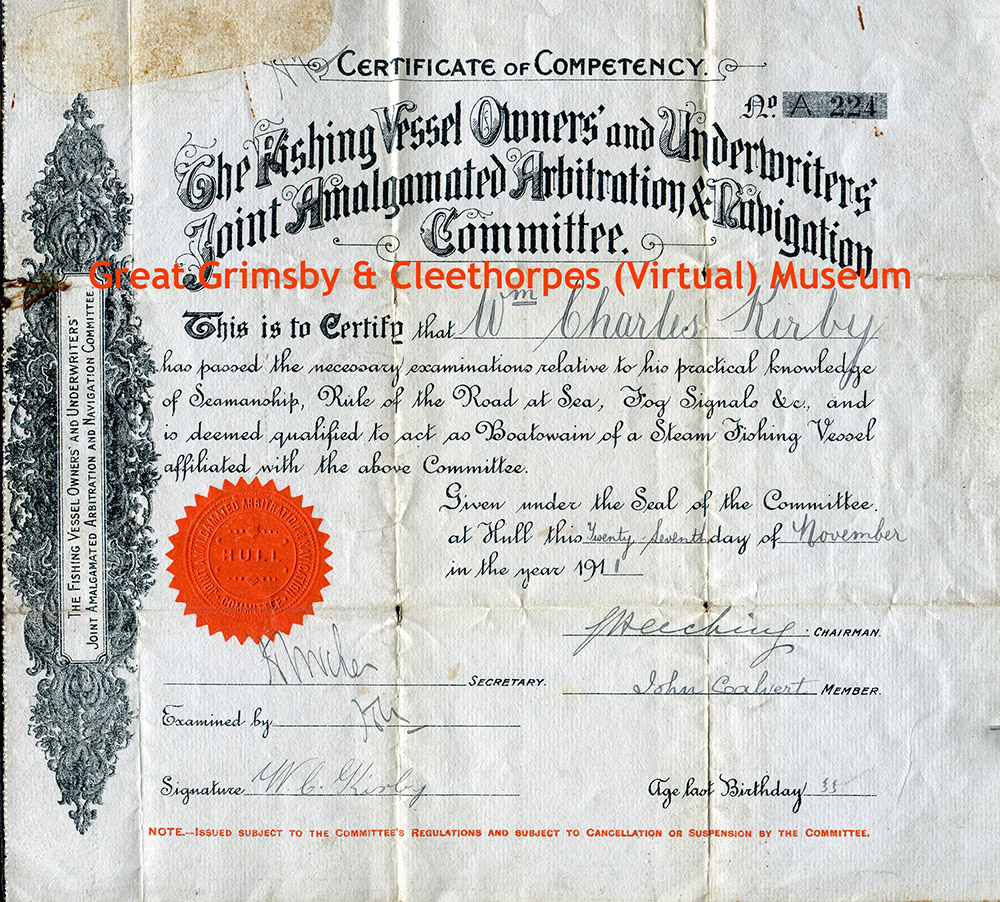 CERTIFICATE OF COMPETENCY.
No. A 224
The Fishing Vessel Owners' and Underwriters'
Joint Amalgamated Arbitration & Navigation
Committee.
Great Grimsby & Cleethorpes (Virtual) Museum
This is to Certify that Wm Charles Kirby
has passed the necessary examinations relative to his practical knowledge
of Seamanship, Rule of the Road at Sea, Fog Signals &c., and
is deemed qualified to act as Boatswain of a Steam Fishing Vessel
affiliated with the above Committee.
Given under the Seal of the Committee.
at Hull this Twenty Seventh day of November
in the year 1911
THE FISHING VESSEL OWNERS' AND UNDERWRITERS'
JOINT AMALGAMATED ARBITRATION AND NAVIGATION COMMITTEE
JOINT AMALGAMATED ARBITRATION & NAVIGATION
HULL
COMMITTEE
CHAIRMAN.
SECRETARY.
John Calvert MEMBER.
Examined by
Signature W. C. Kirby
Age last Birthday 33
NOTE.—ISSUED SUBJECT TO THE COMMITTEE'S REGULATIONS AND SUBJECT TO CANCELLATION OR SUSPENSION BY THE COMMITTEE.